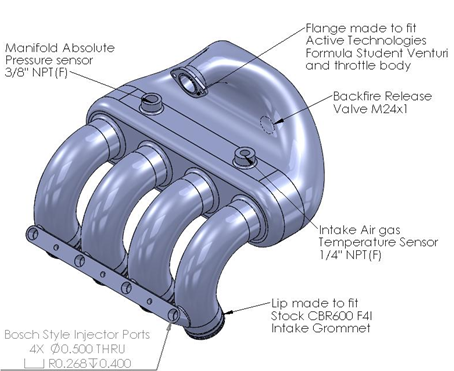 Manifold Absolute
Pressure sensor
3/8" NPT(F)
Flange made to fit
Active Technologies
Formula Student Venturi
and throttle body
Backfire Release
Valve M24x1
Intake Air gas
Temperature Sensor
1/4" NPT(F)
Lip made to fit
Stock CBR600 F4I
Intake Grommet
Bosch Style Injector Ports
4X Ø0.500 THRU
⌴ R0.268↧0.400